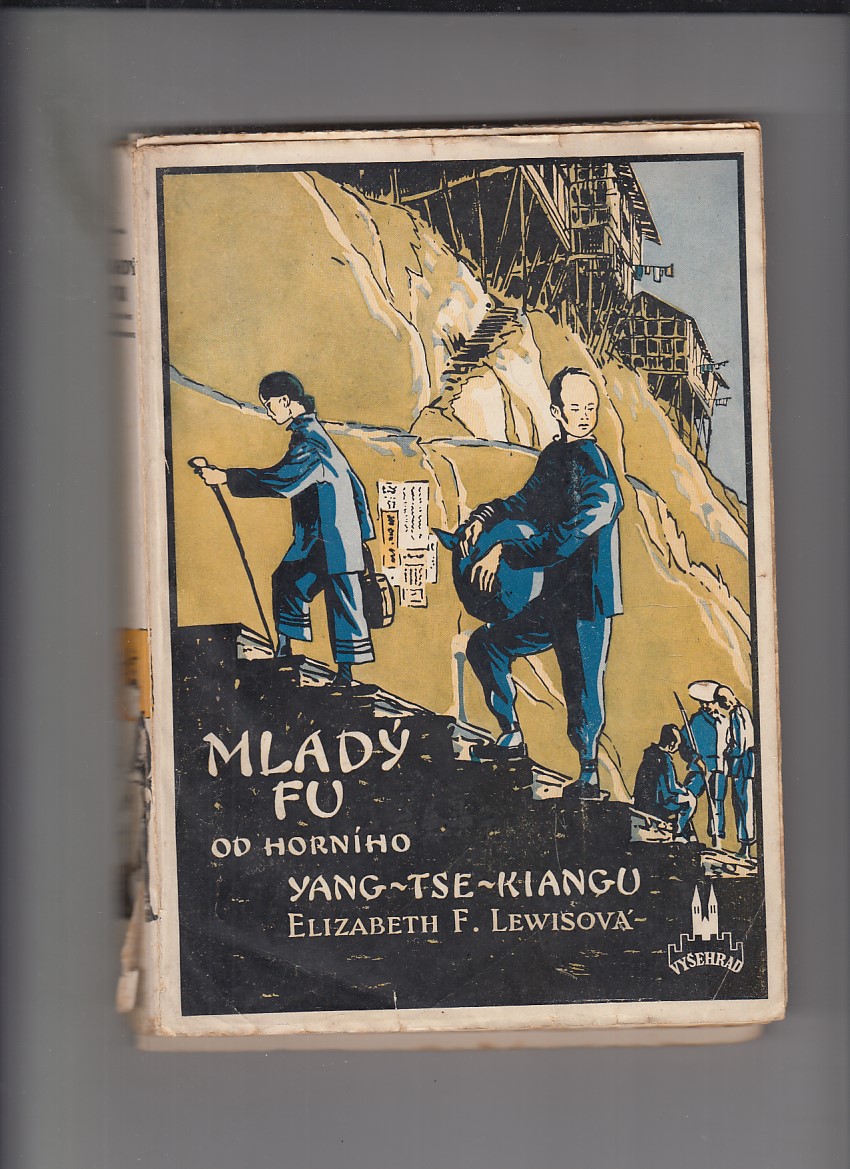 MLADÝ
FU
OD HORNÍHO
YANG~TSE~KIANGU
ELIZABETH F. LEWISOVÁ
VYŠEHRAD